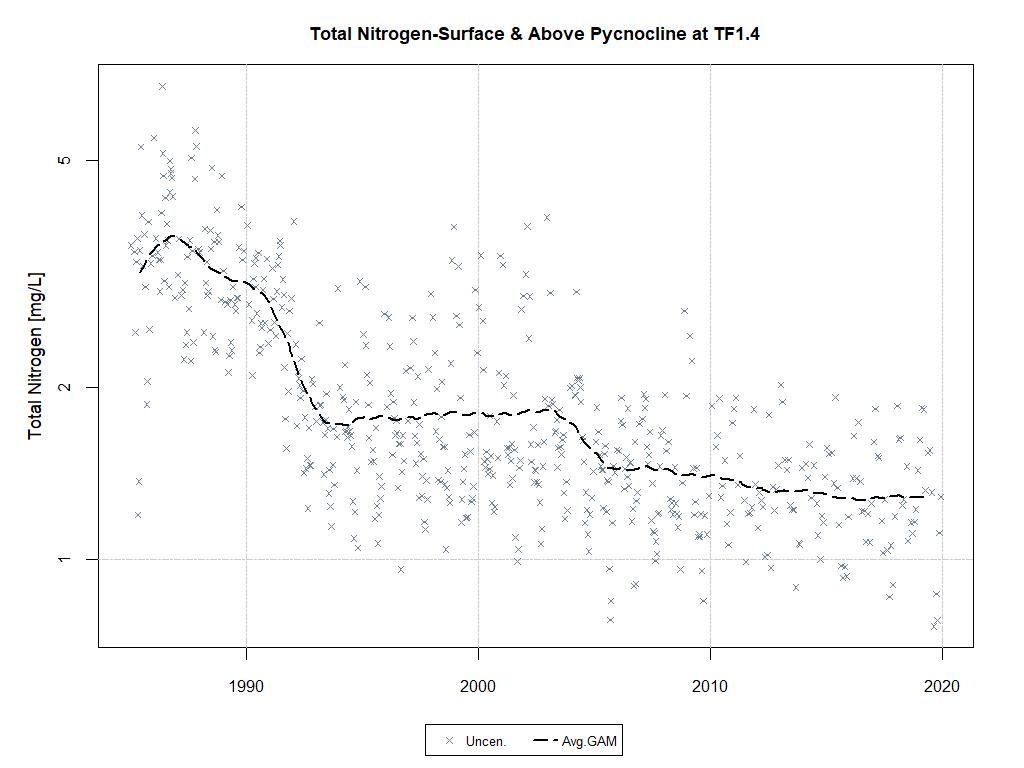 Total Nitrogen-Surface & Above Pycnocline at TF1.4
Total Nitrogen [mg/L]
5
2
1
1990 2000 2010 2020
Uncen. Avg.GAM